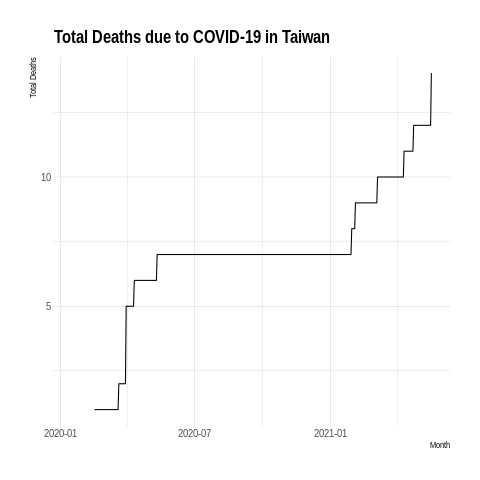 Total Deaths due to COVID-19 in Taiwan
Total Deaths
10
5
2020-01
2020-07
2021-01
Month